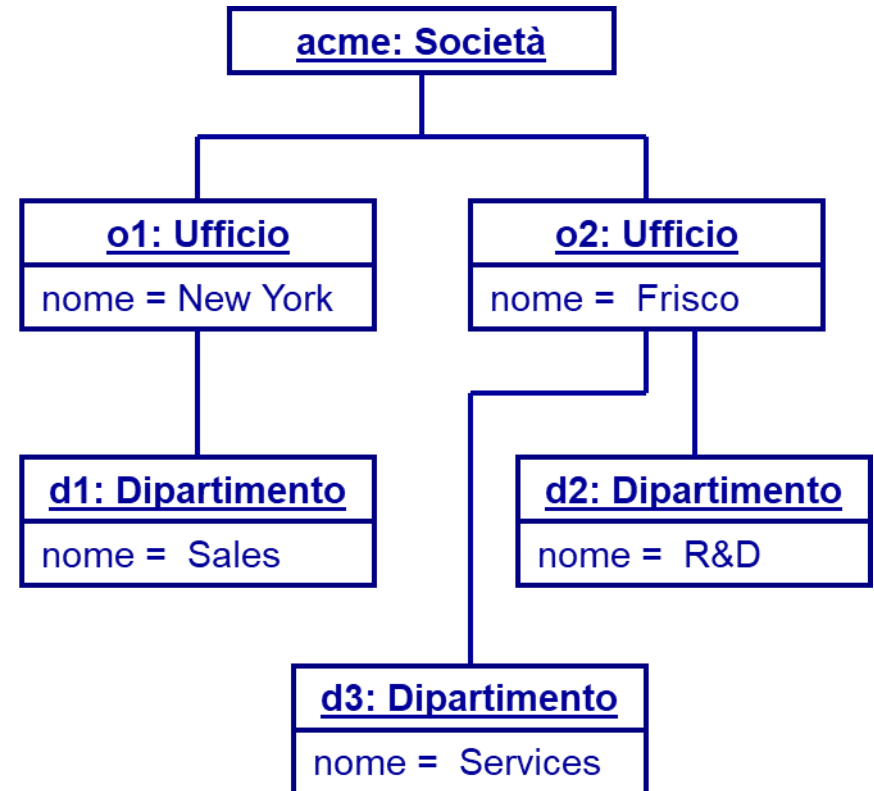 acme: Società
o1: Ufficio
nome = New York
o2: Ufficio
nome = Frisco
d1: Dipartimento
nome = Sales
d2: Dipartimento
nome = R&D
d3: Dipartimento
nome = Services